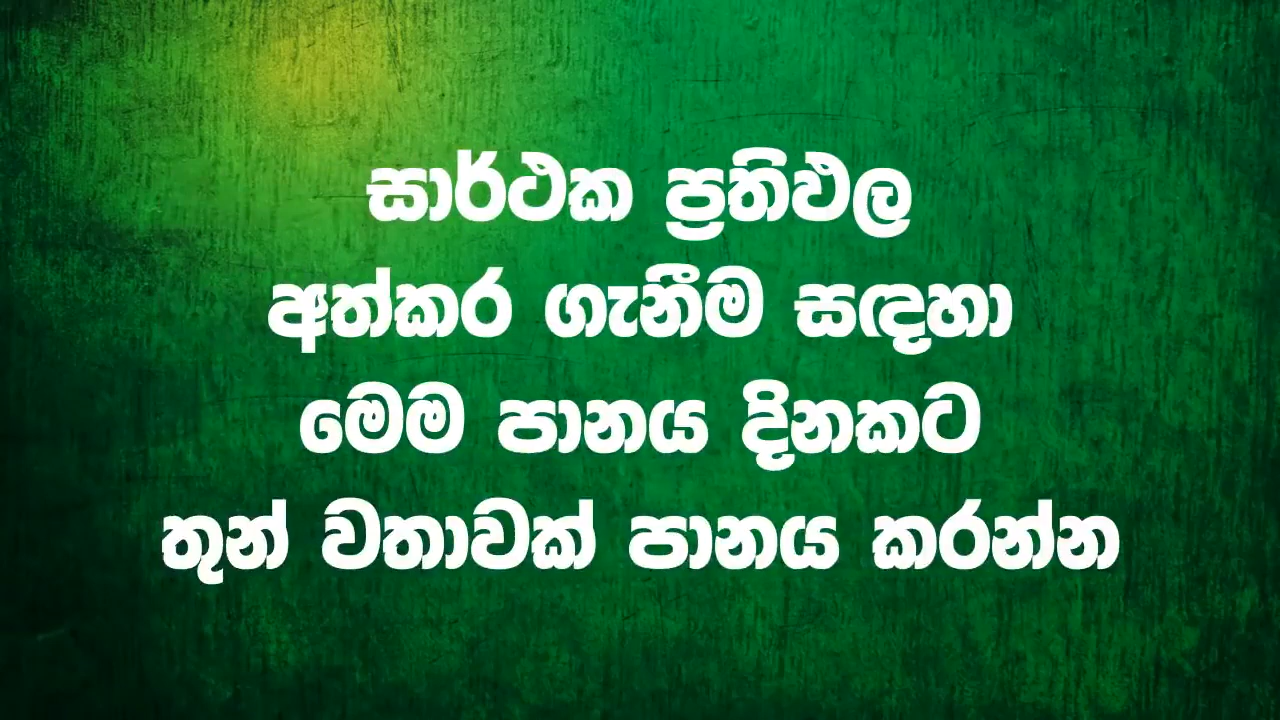 සාර්ථක ප්‍රතිඵල
අත්කර ගැනීම සඳහා
මෙම පානය දිනකට
තුන් වතාවක් පානය කරන්න